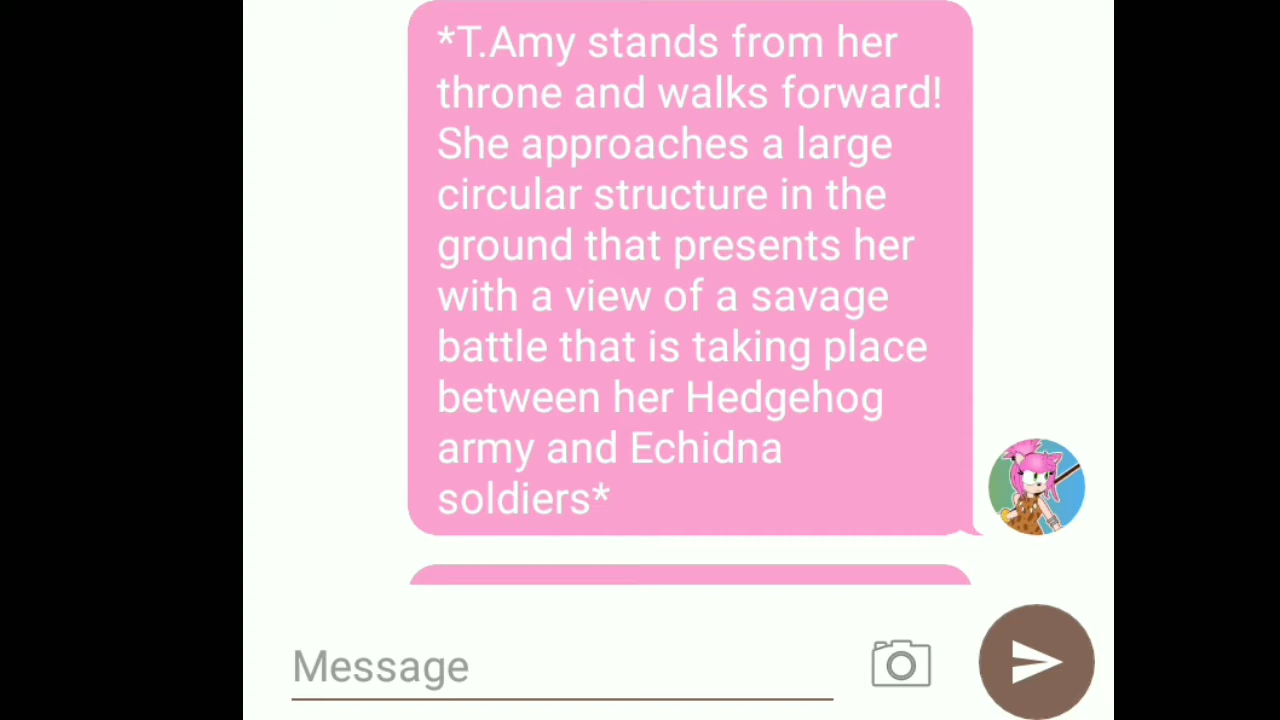 *T.Amy stands from her
throne and walks forward!
She approaches a large
circular structure in the
ground that presents her
with a view of a savage
battle that is taking place
between her Hedgehog
army and Echidna
soldiers*
Message